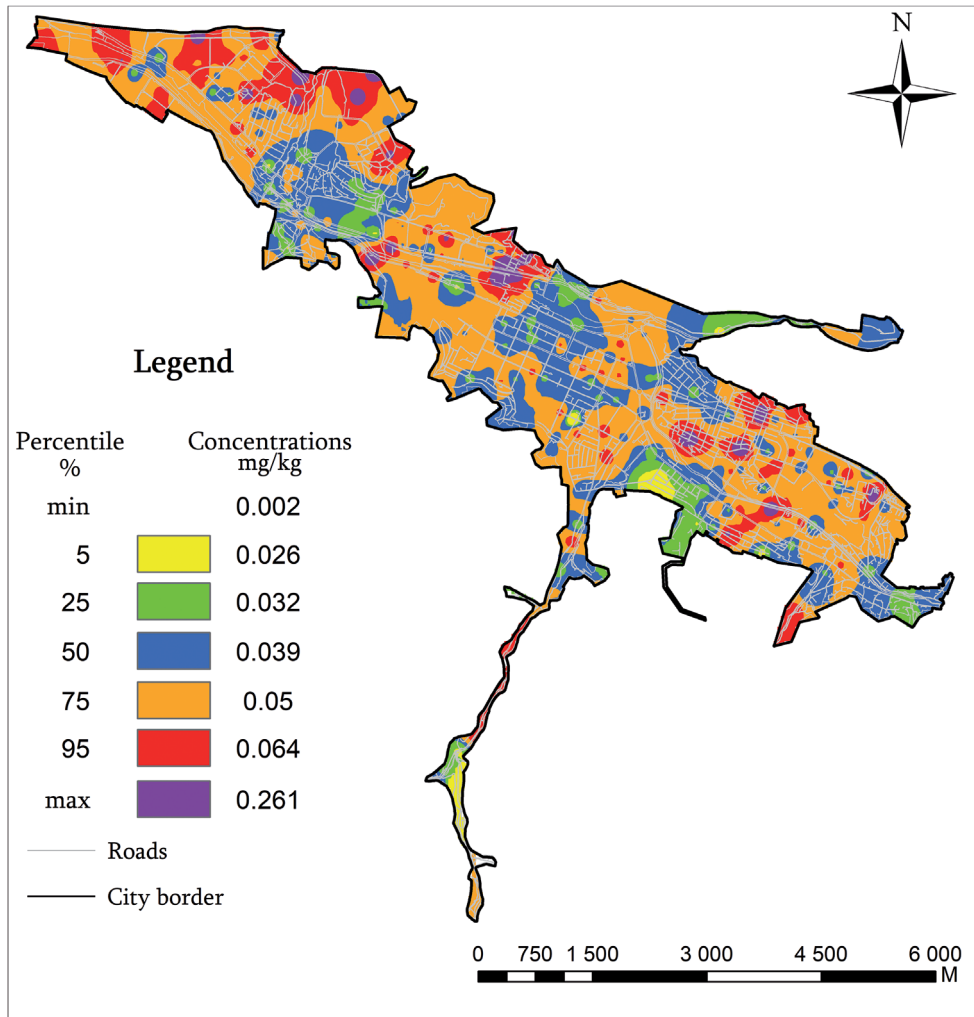 N
Legend
Percentile Concentrations
% mg/kg
min 0.002
5 0.026
25 0.032
50 0.039
75 0.05
95 0.064
max 0.261
Roads
City border
0 750 1 500 3 000 4 500 6 000
M